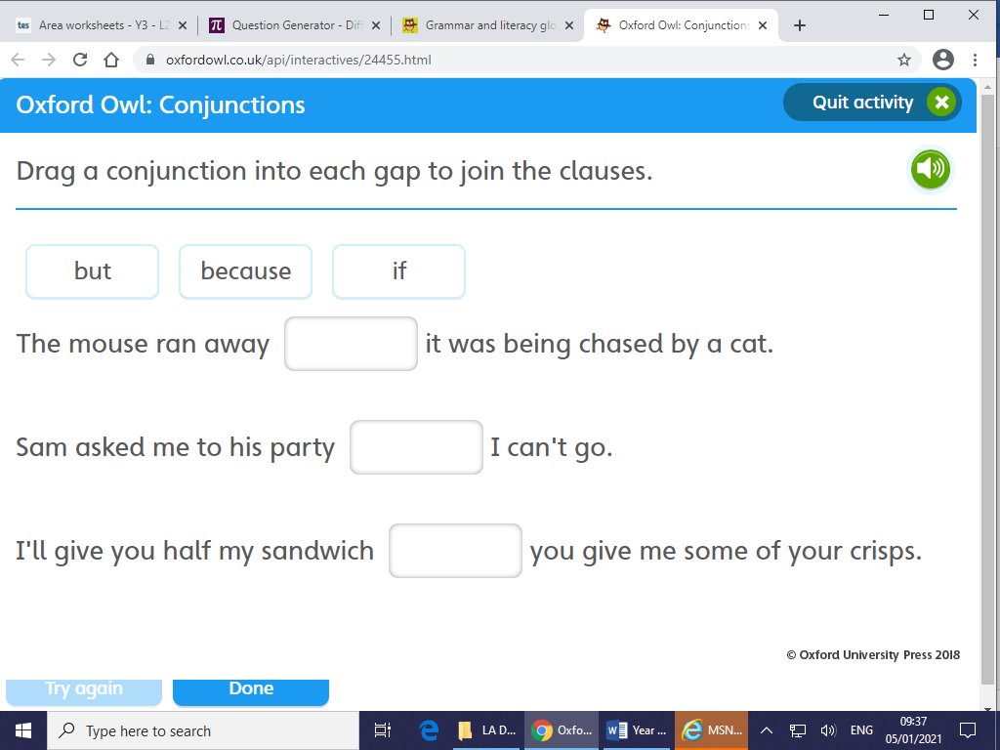 tes Area worksheets - Y3 - L2
Question Generator - Diff
Grammar and literacy glo
Oxford Owl: Conjunctions
oxfordowl.co.uk/api/interactives/24455.html
Oxford Owl: Conjunctions
Quit activity
Drag a conjunction into each gap to join the clauses.
but because if
The mouse ran away it was being chased by a cat.
Sam asked me to his party I can't go.
I'll give you half my sandwich you give me some of your crisps.
© Oxford University Press 2018
Try again Done
Type here to search
LA D... Oxfo... Year ... MSN... ENG
09:37
05/01/2021